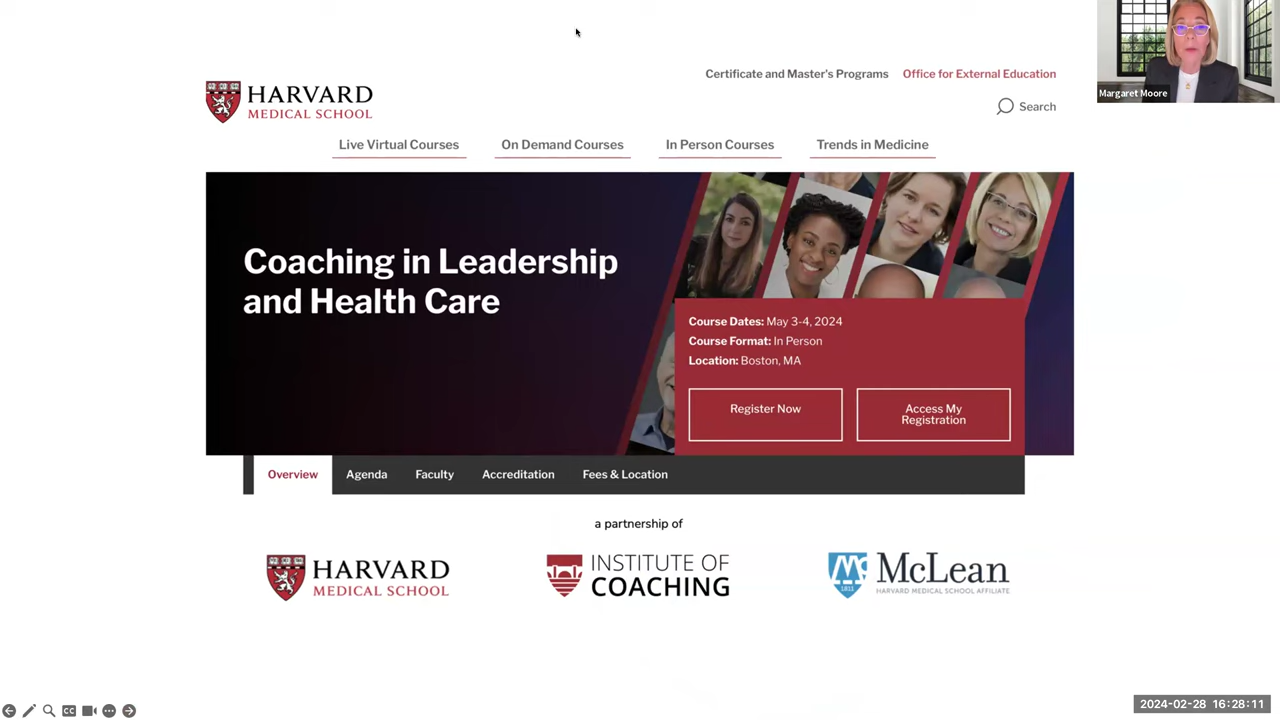 Certificate and Master's Programs
Office for External Education
HARVARD
MEDICAL SCHOOL
Search
Margaret Moore
Live Virtual Courses
On Demand Courses
In Person Courses
Trends in Medicine
Coaching in Leadership
and Health Care
Course Dates: May 3-4, 2024
Course Format: In Person
Location: Boston, MA
Register Now
Access My
Registration
Overview
Agenda
Faculty
Accreditation
Fees & Location
a partnership of
HARVARD
MEDICAL SCHOOL
INSTITUTE OF
COACHING
1811
McLean
HARVARD MEDICAL SCHOOL AFFILIATE
CC
2024-02-28 16:28:11